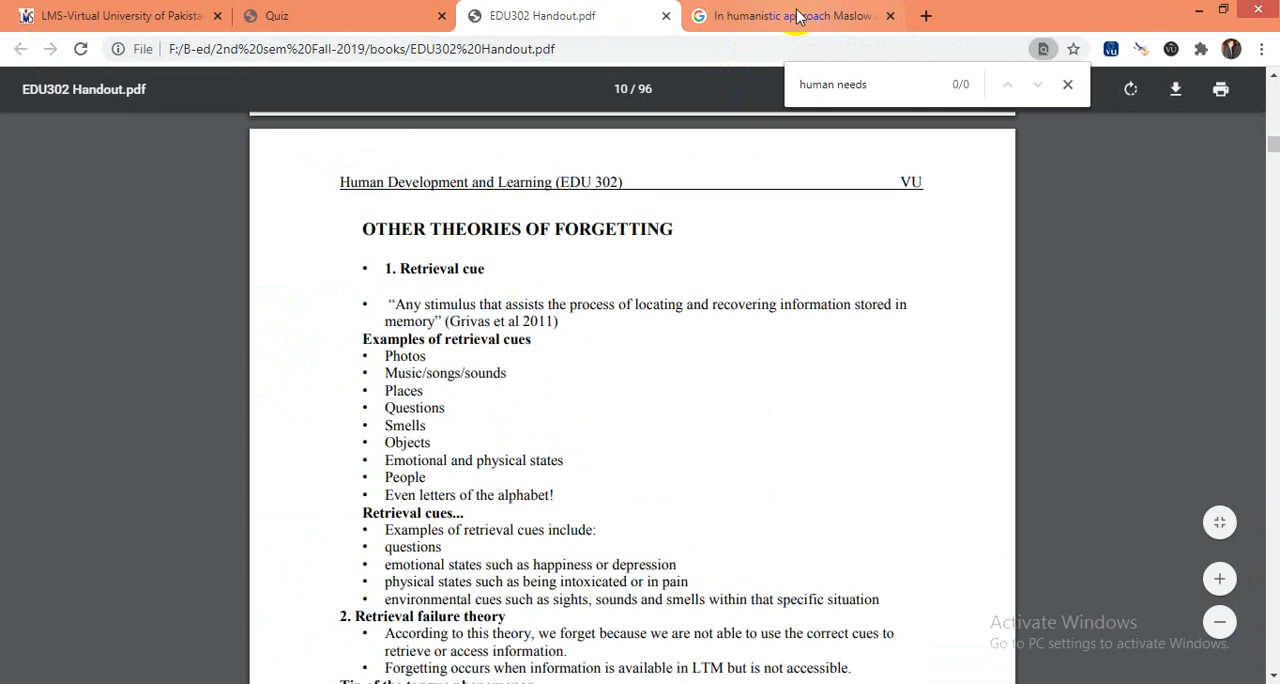 LMS-Virtual University of Pakista
Quiz
EDU302 Handout.pdf
In humanistic approach Maslow
File
F:/B-ed/2nd%20sem%20Fall-2019/books/EDU302%20Handout.pdf
EDU302 Handout.pdf
10 / 96
human needs
0/0
Human Development and Learning (EDU 302)
VU
OTHER THEORIES OF FORGETTING
• 1. Retrieval cue
• “Any stimulus that assists the process of locating and recovering information stored in
memory” (Grivas et al 2011)
Examples of retrieval cues
• Photos
• Music/songs/sounds
• Places
• Questions
• Smells
• Objects
• Emotional and physical states
• People
• Even letters of the alphabet!
Retrieval cues...
• Examples of retrieval cues include:
• questions
• emotional states such as happiness or depression
• physical states such as being intoxicated or in pain
• environmental cues such as sights, sounds and smells within that specific situation
2. Retrieval failure theory
• According to this theory, we forget because we are not able to use the correct cues to
retrieve or access information.
• Forgetting occurs when information is available in LTM but is not accessible.
Tip of the tongue phenomenon
Activate Windows
Go to PC settings to activate Windows.